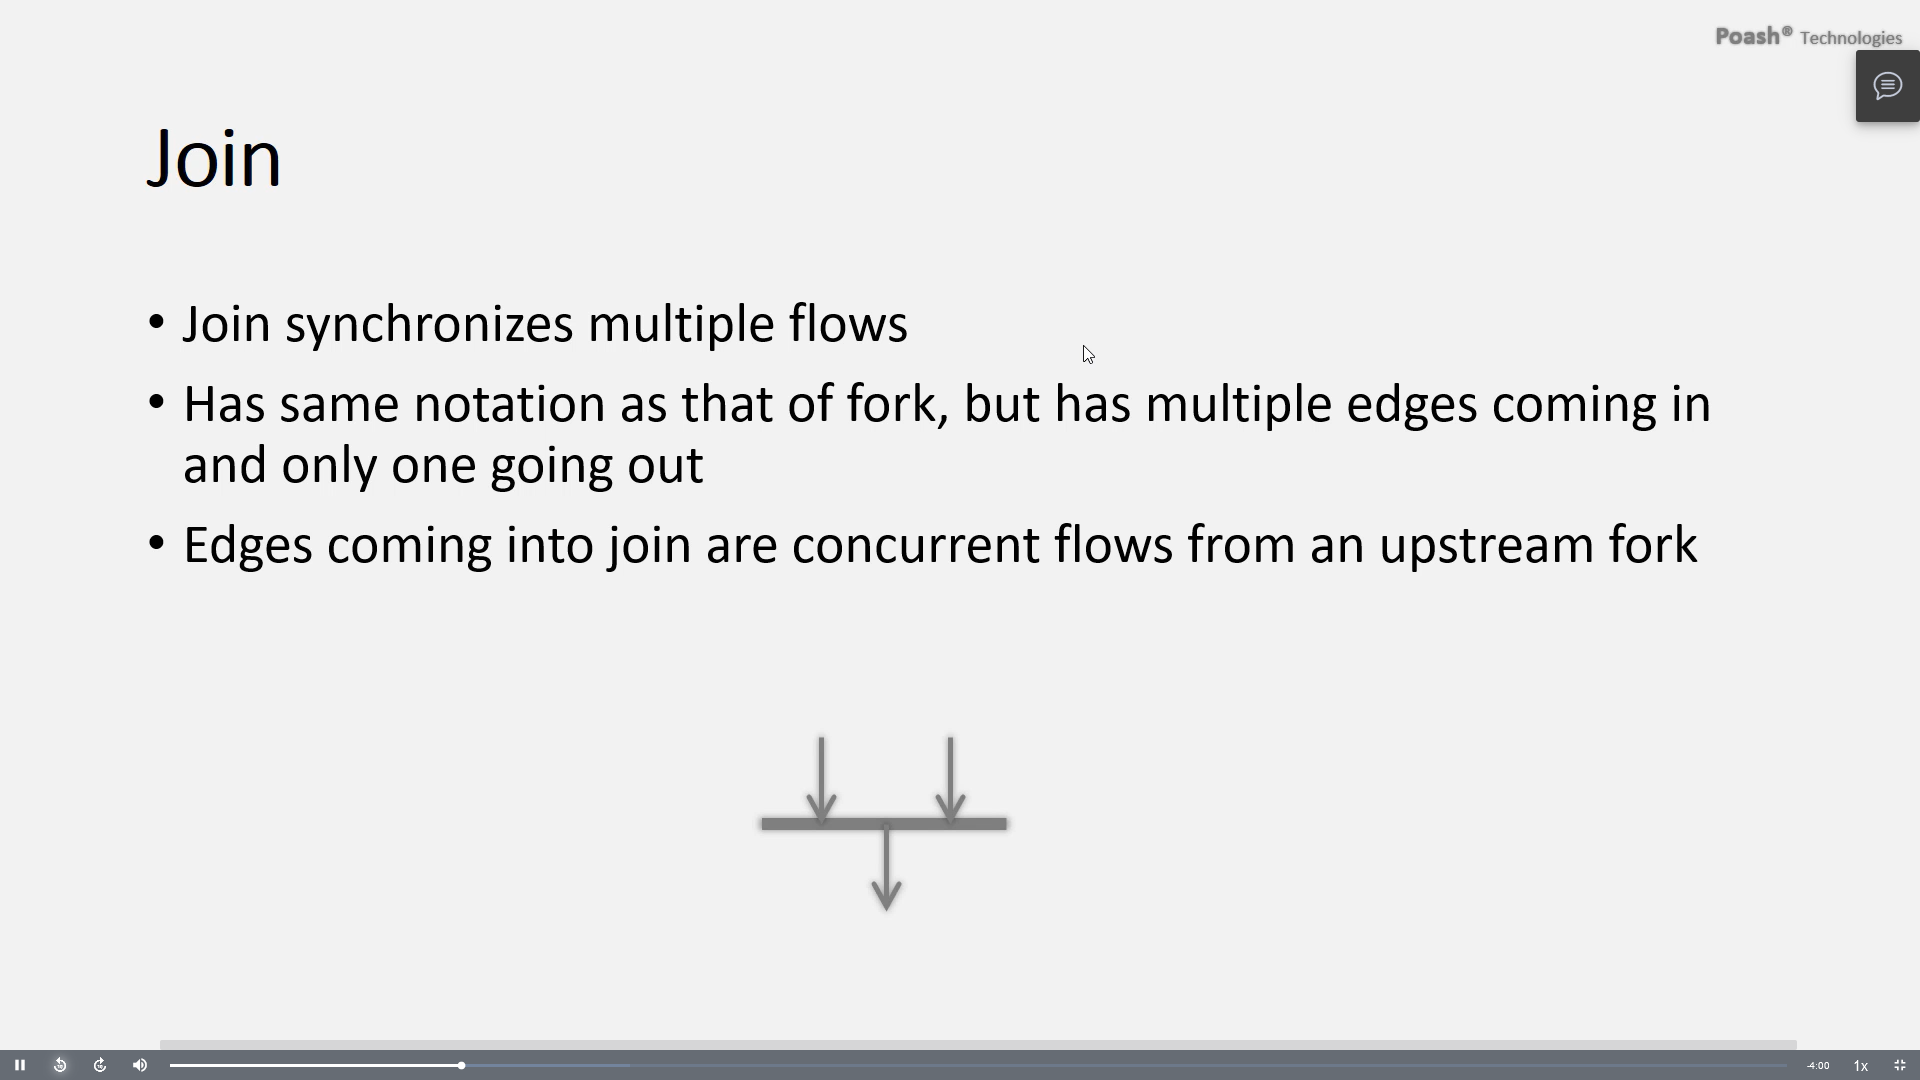 Poash® Technologies
Join
• Join synchronizes multiple flows
• Has same notation as that of fork, but has multiple edges coming in
and only one going out
• Edges coming into join are concurrent flows from an upstream fork
-4:00 1x